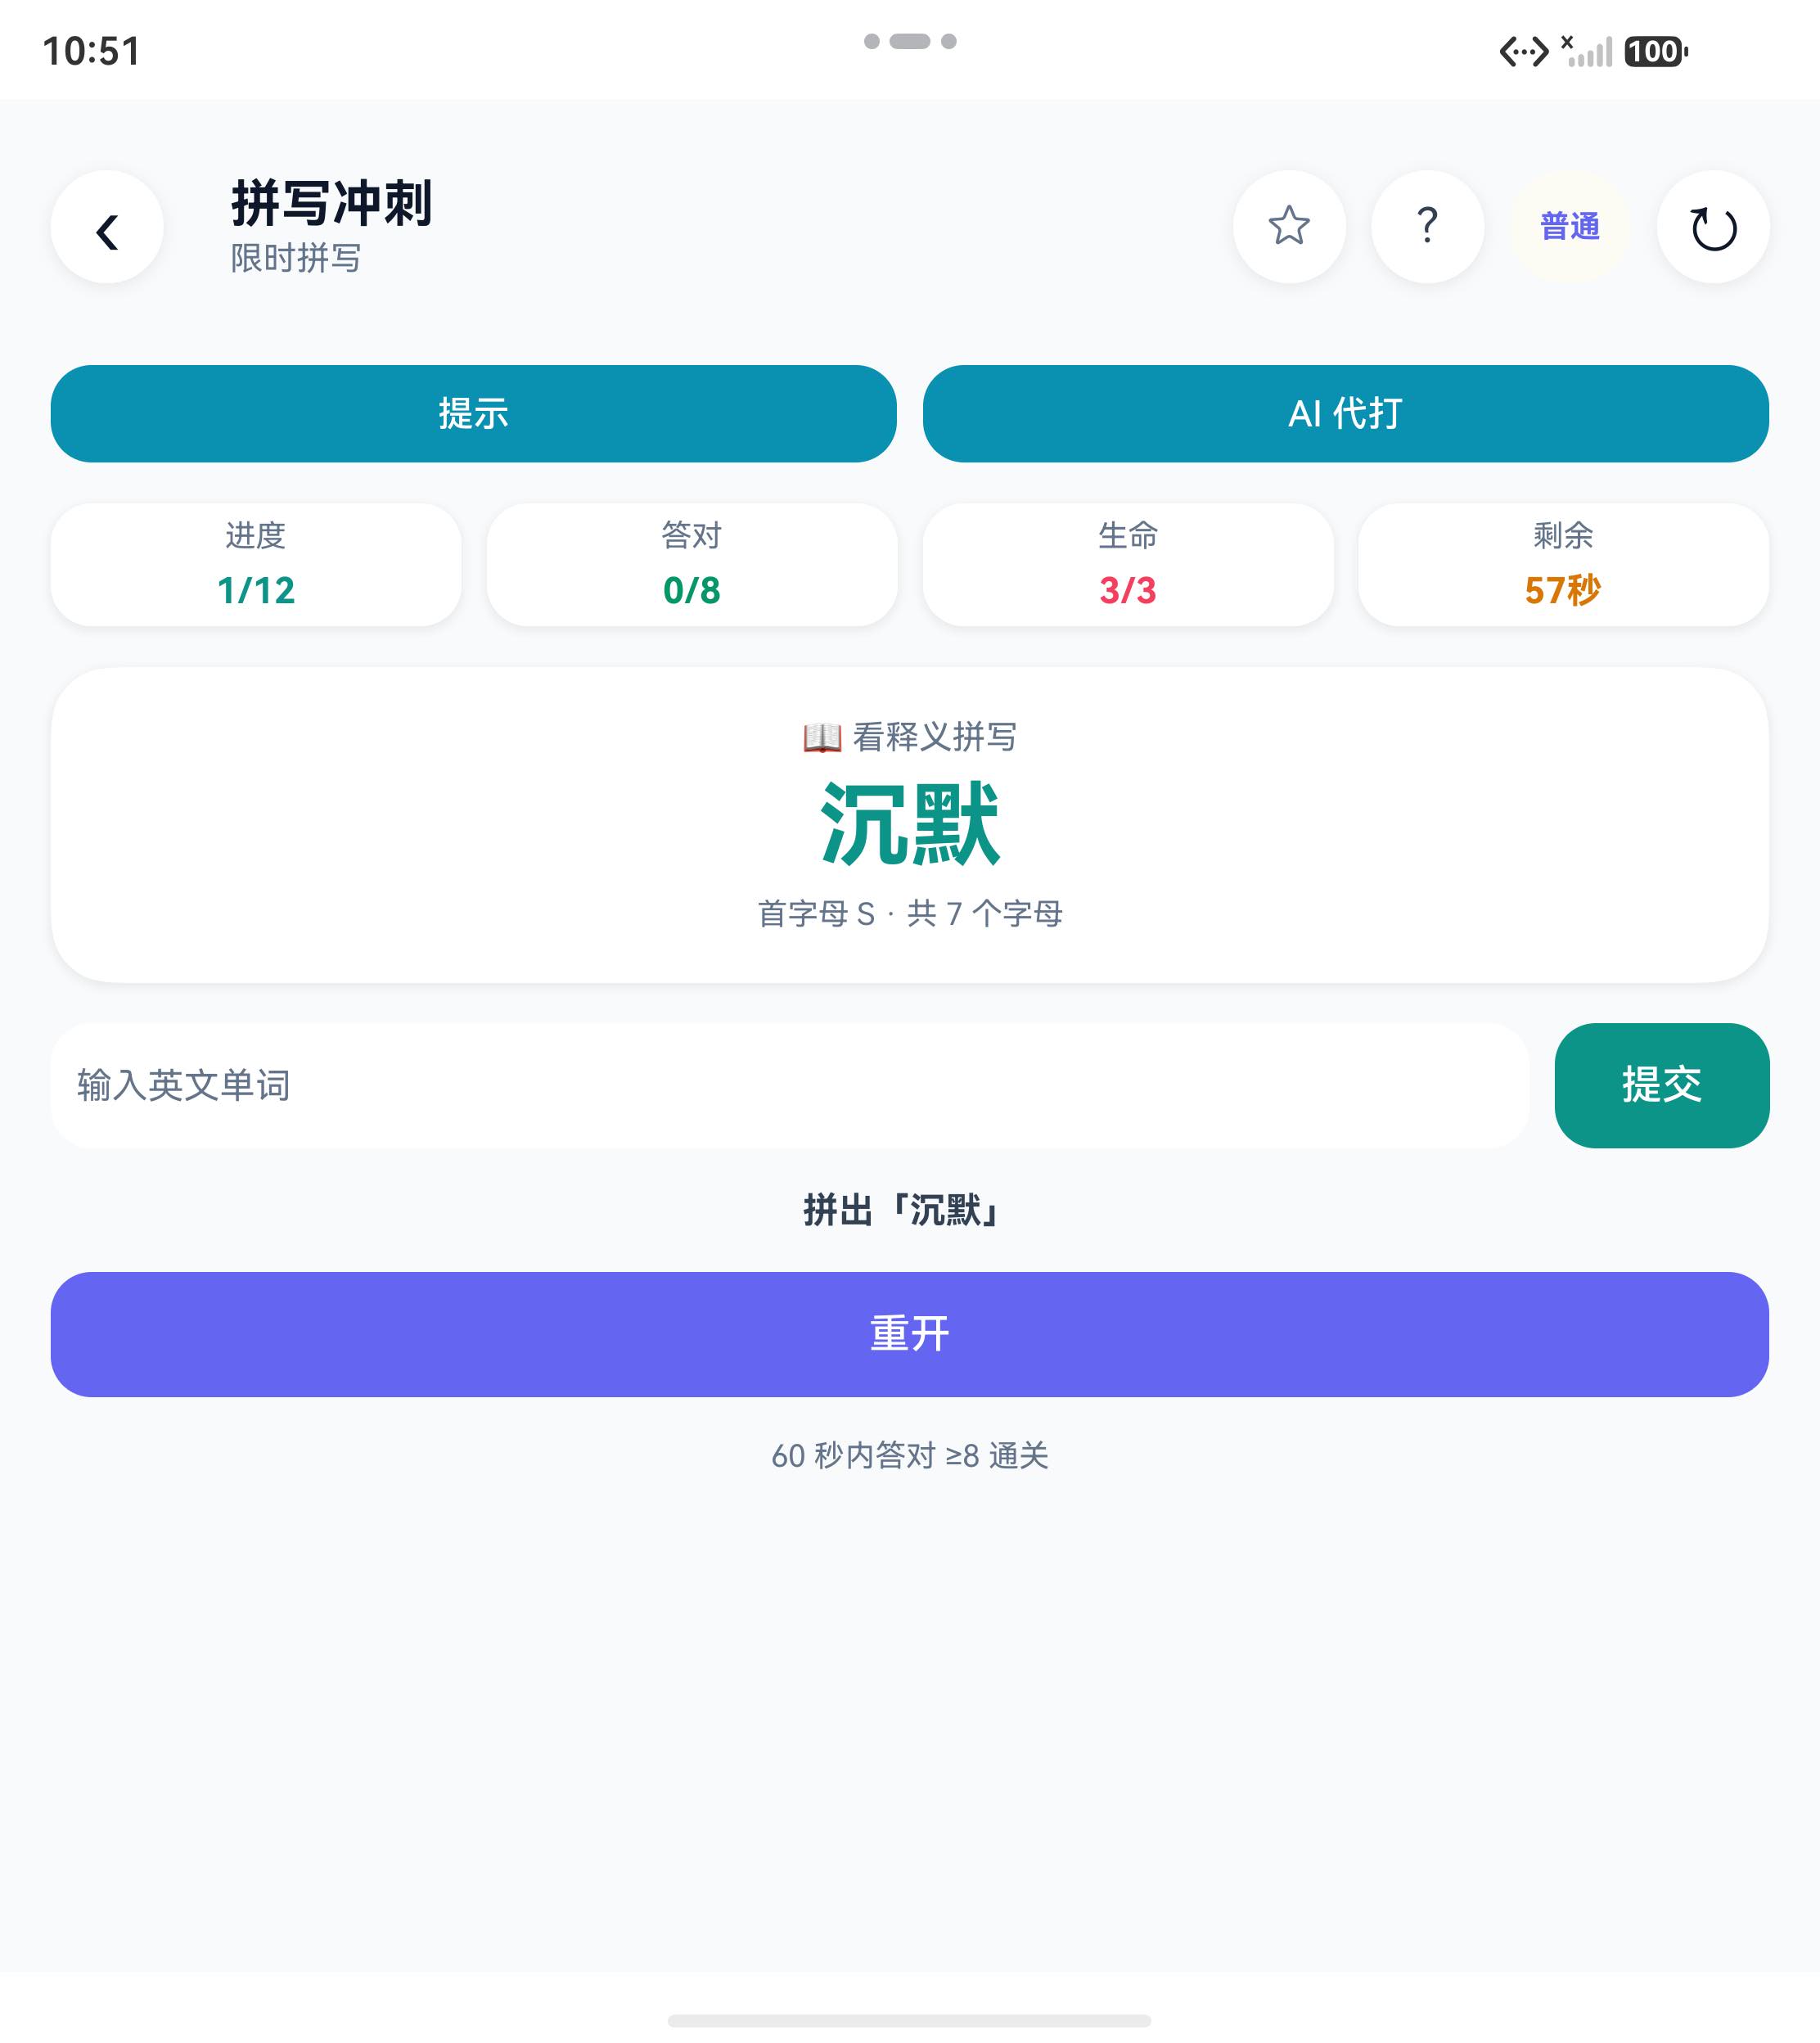 10:51
100
拼写冲刺
限时拼写
?
普通
提示
AI 代打
进度
1/12
答对
0/8
生命
3/3
剩余
57秒
看释义拼写
沉默
首字母 S · 共 7 个字母
输入英文单词
提交
拼出「沉默」
重开
60 秒内答对 ≥8 通关